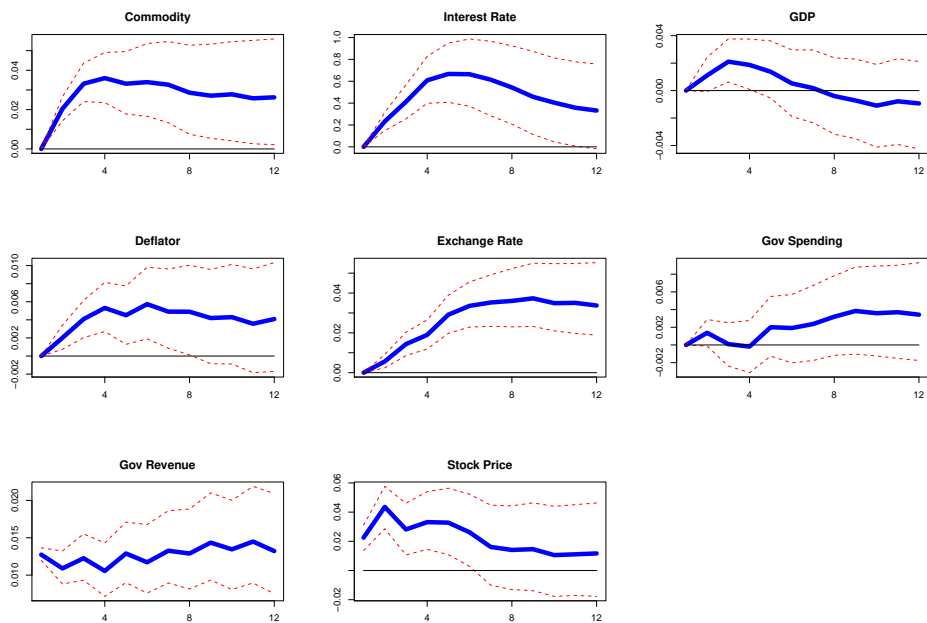 Commodity
0.00 0.02 0.04
4 8 12
Interest Rate
0.0 0.2 0.4 0.6 0.8 1.0
4 8 12
GDP
−0.004 0.000 0.004
4 8 12
Deflator
−0.002 0.002 0.006 0.010
4 8 12
Exchange Rate
0.00 0.02 0.04
4 8 12
Gov Spending
−0.002 0.002 0.006
4 8 12
Gov Revenue
0.010 0.015 0.020
4 8 12
Stock Price
−0.02 0.02 0.06
4 8 12